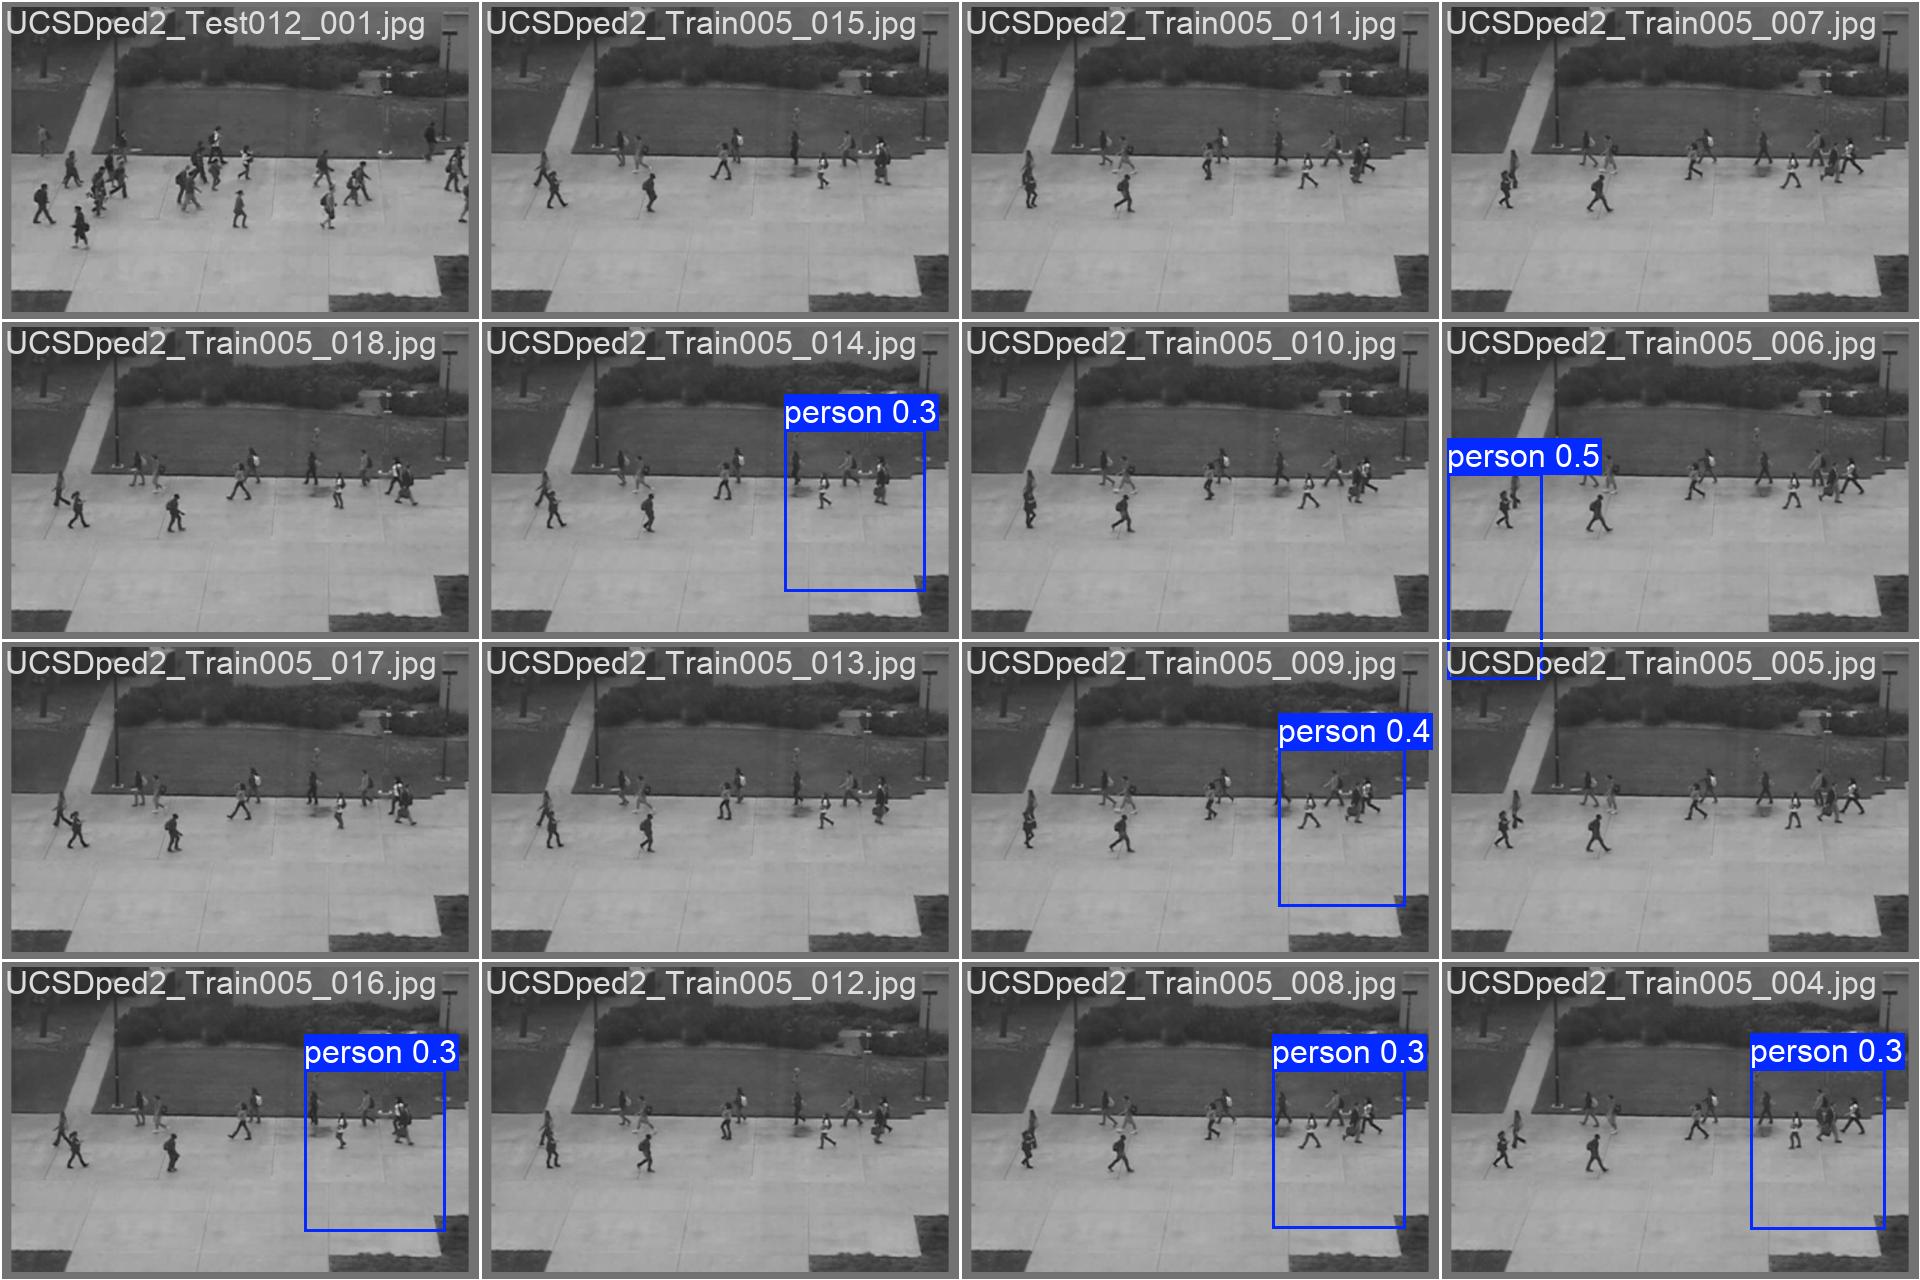 UCSDped2_Test012_001.jpg
UCSDped2_Train005_015.jpg
UCSDped2_Train005_011.jpg
UCSDped2_Train005_007.jpg
UCSDped2_Train005_018.jpg
UCSDped2_Train005_014.jpg
UCSDped2_Train005_010.jpg
UCSDped2_Train005_006.jpg
person 0.3
person 0.5
UCSDped2_Train005_017.jpg
UCSDped2_Train005_013.jpg
UCSDped2_Train005_009.jpg
UCSDped2_Train005_005.jpg
person 0.4
UCSDped2_Train005_016.jpg
UCSDped2_Train005_012.jpg
UCSDped2_Train005_008.jpg
UCSDped2_Train005_004.jpg
person 0.3
person 0.3
person 0.3